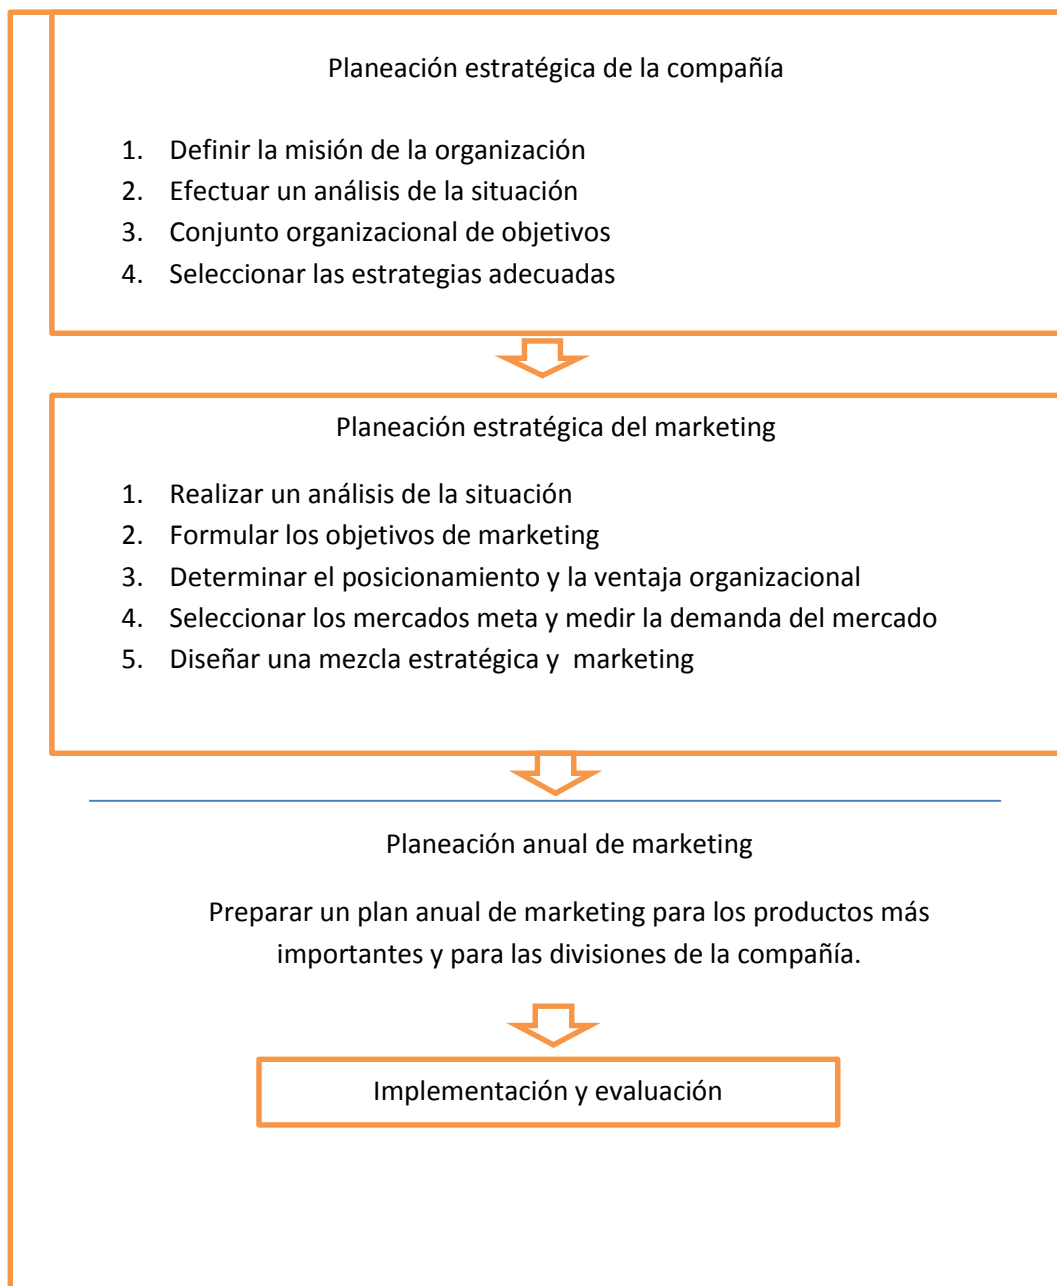 Planeación estratégica de la compañía
1. Definir la misión de la organización
2. Efectuar un análisis de la situación
3. Conjunto organizacional de objetivos
4. Seleccionar las estrategias adecuadas
Planeación estratégica del marketing
1. Realizar un análisis de la situación
2. Formular los objetivos de marketing
3. Determinar el posicionamiento y la ventaja organizacional
4. Seleccionar los mercados meta y medir la demanda del mercado
5. Diseñar una mezcla estratégica y  marketing
Planeación anual de marketing
Preparar un plan anual de marketing para los productos más
importantes y para las divisiones de la compañía.
Implementación y evaluación